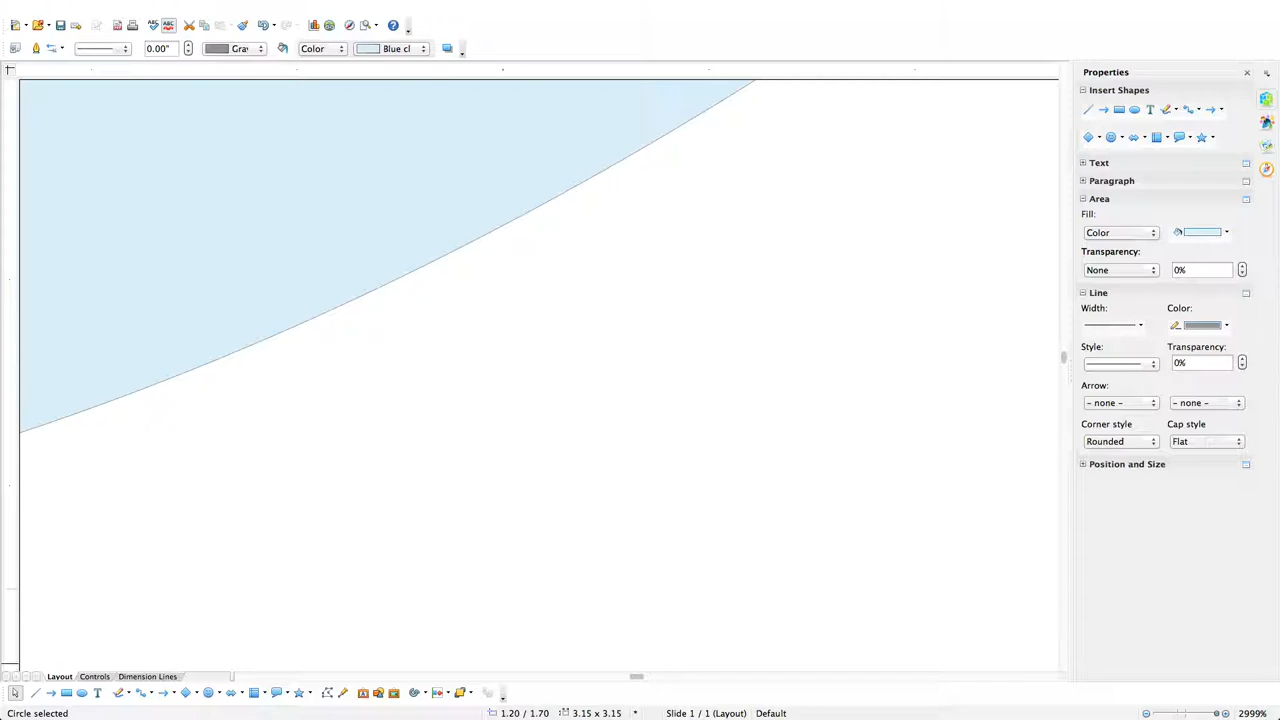 0.00"
Gra
Color
Blue cl
Properties
Insert Shapes
Text
Paragraph
Area
Fill:
Color
Transparency:
None
0%
Line
Width:
Color:
Style:
Transparency:
0%
Arrow:
- none -
- none -
Corner style
Cap style
Rounded
Flat
Position and Size
Layout
Controls
Dimension Lines
Circle selected
1.20 / 1.70
3.15 x 3.15
*
Slide 1 / 1 (Layout)
Default
2999%